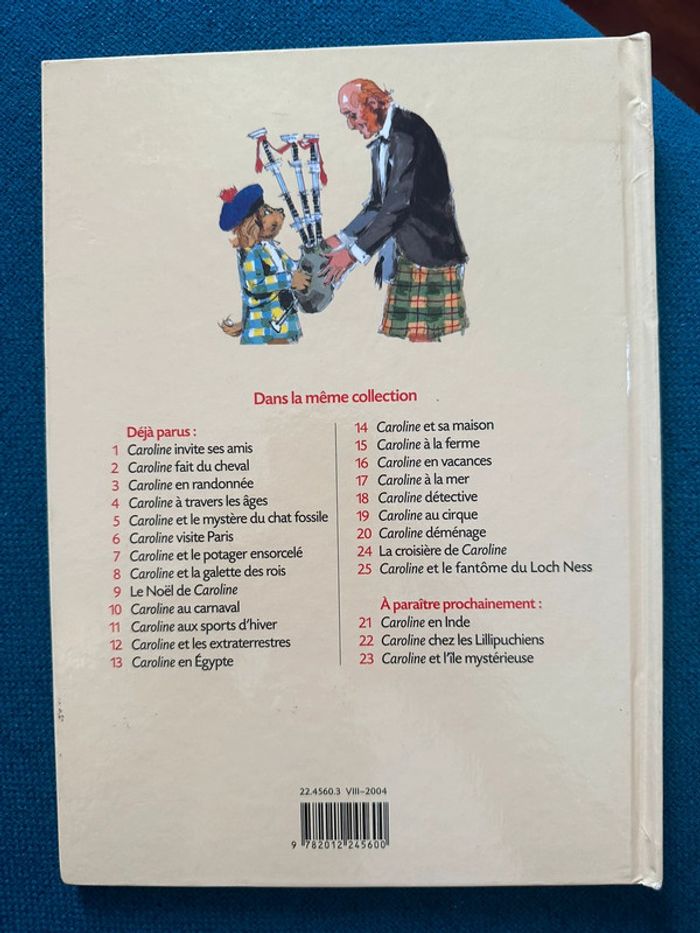 Dans la même collection
Déjà parus :
1 Caroline invite ses amis
2 Caroline fait du cheval
3 Caroline en randonnée
4 Caroline à travers les âges
5 Caroline et le mystère du chat fossile
6 Caroline visite Paris
7 Caroline et le potager ensorcelé
8 Caroline et la galette des rois
9 Le Noël de Caroline
10 Caroline au carnaval
11 Caroline aux sports d'hiver
12 Caroline et les extraterrestres
13 Caroline en Égypte
14 Caroline et sa maison
15 Caroline à la ferme
16 Caroline en vacances
17 Caroline à la mer
18 Caroline détective
19 Caroline au cirque
20 Caroline déménage
24 La croisière de Caroline
25 Caroline et le fantôme du Loch Ness
À paraître prochainement :
21 Caroline en Inde
22 Caroline chez les Lillipuchiens
23 Caroline et l'île mystérieuse
22.4560.3 VIII–2004
9 782012 245600